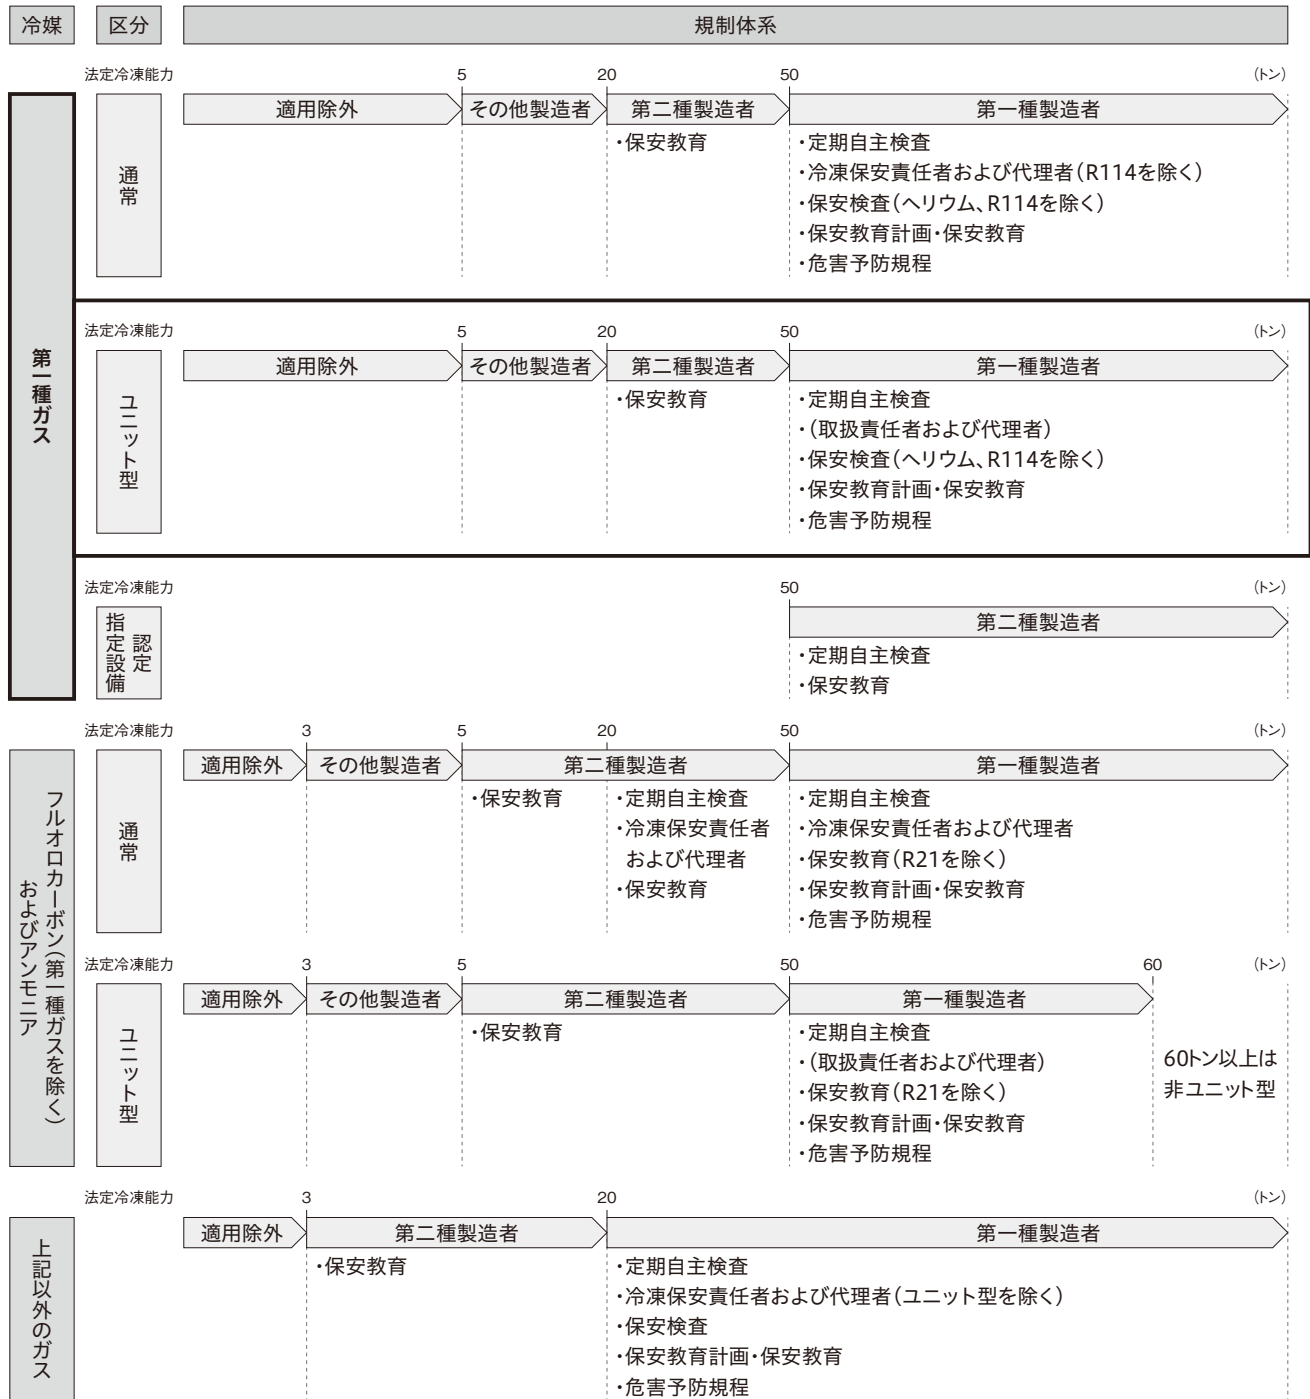 冷媒 区分 規制体系
法定冷凍能力 5 20 50 (トン)
第一種ガス
通常
適用除外 その他製造者 第二種製造者 第一種製造者
・保安教育 ・定期自主検査
・冷凍保安責任者および代理者(R114を除く)
・保安検査(ヘリウム、R114を除く)
・保安教育計画・保安教育
・危害予防規程
法定冷凍能力 5 20 50 (トン)
ユニット型
適用除外 その他製造者 第二種製造者 第一種製造者
・保安教育 ・定期自主検査
・(取扱責任者および代理者)
・保安検査(ヘリウム、R114を除く)
・保安教育計画・保安教育
・危害予防規程
法定冷凍能力 50 (トン)
認定
指定設備
第二種製造者
・定期自主検査
・保安教育
法定冷凍能力 3 5 20 50 (トン)
フルオロカーボン(第一種ガスを除く)
およびアンモニア
通常
適用除外 その他製造者 第二種製造者 第一種製造者
・保安教育 ・定期自主検査 ・定期自主検査
・冷凍保安責任者 ・冷凍保安責任者および代理者
および代理者 ・保安教育(R21を除く)
・保安教育 ・保安教育計画・保安教育
・危害予防規程
法定冷凍能力 3 5 50 60 (トン)
ユニット型
適用除外 その他製造者 第二種製造者 第一種製造者
・保安教育 ・定期自主検査
・(取扱責任者および代理者) 60トン以上は
・保安教育(R21を除く) 非ユニット型
・保安教育計画・保安教育
・危害予防規程
法定冷凍能力 3 20 (トン)
上記以外のガス
適用除外 第二種製造者 第一種製造者
・保安教育 ・定期自主検査
・冷凍保安責任者および代理者(ユニット型を除く)
・保安検査
・保安教育計画・保安教育
・危害予防規程